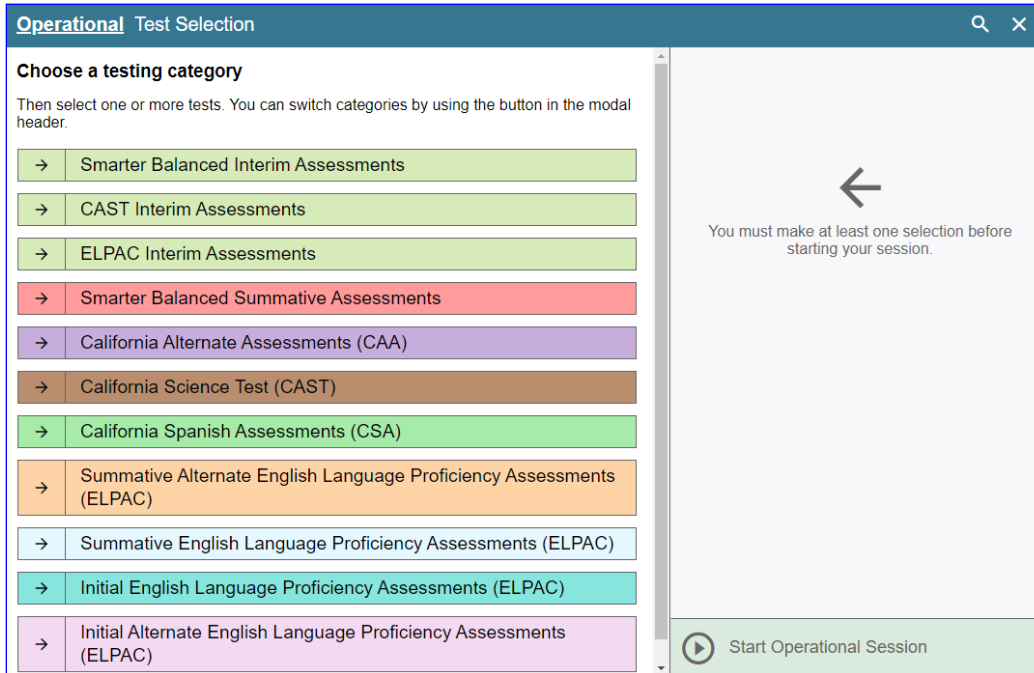 Operational Test Selection
Choose a testing category
Then select one or more tests. You can switch categories by using the button in the modal
header.
Smarter Balanced Interim Assessments
CAST Interim Assessments
ELPAC Interim Assessments
Smarter Balanced Summative Assessments
California Alternate Assessments (CAA)
California Science Test (CAST)
California Spanish Assessments (CSA)
Summative Alternate English Language Proficiency Assessments
(ELPAC)
Summative English Language Proficiency Assessments (ELPAC)
Initial English Language Proficiency Assessments (ELPAC)
Initial Alternate English Language Proficiency Assessments
(ELPAC)
You must make at least one selection before
starting your session.
Start Operational Session